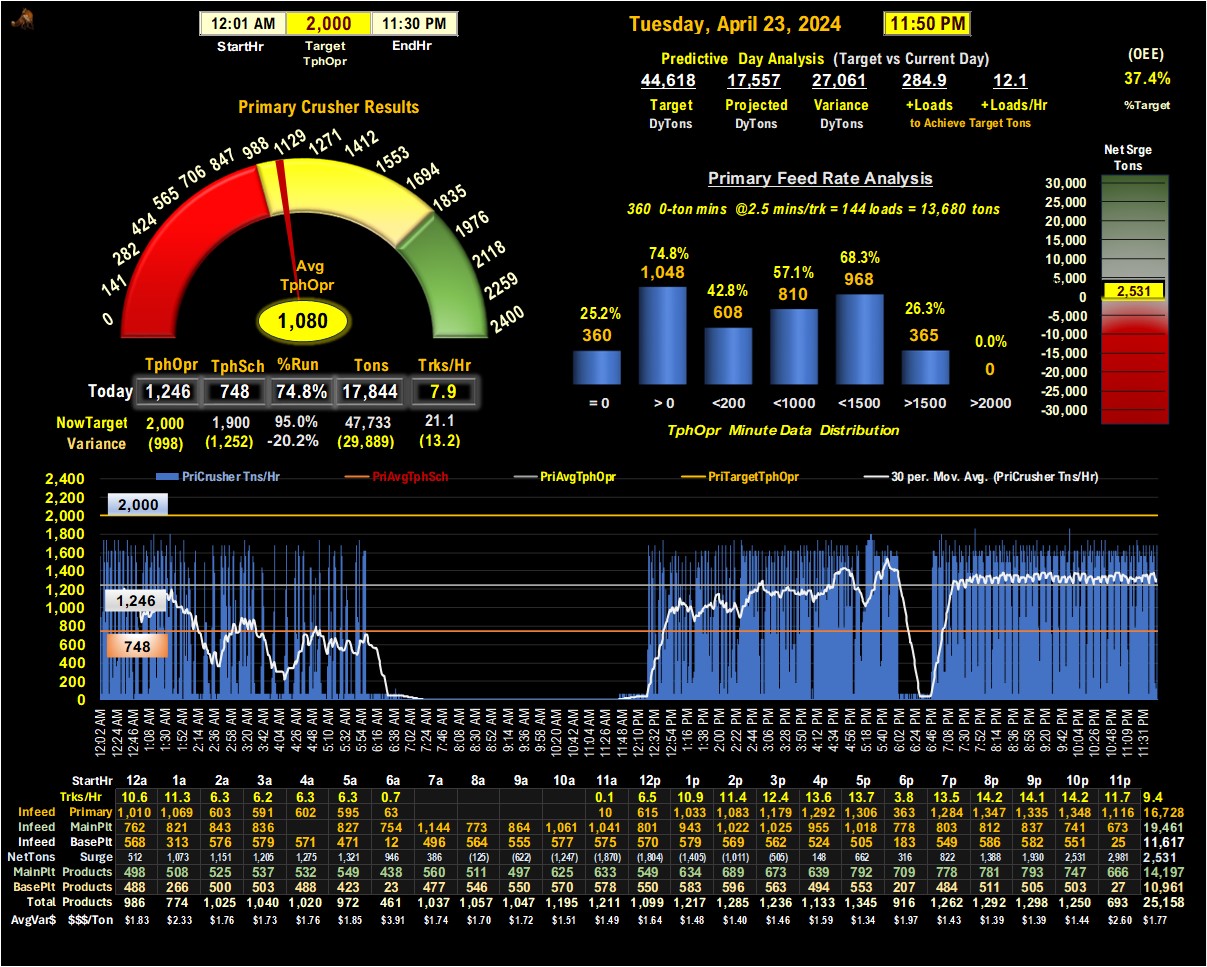 12:01 AM 2,000 11:30 PM
StartHr Target EndHr
TphOpr
Tuesday, April 23, 2024 11:50 PM
Predictive Day Analysis (Target vs Current Day)
44,618 17,557 27,061 284.9 12.1
Target Projected Variance +Loads +Loads/Hr
DyTons DyTons DyTons to Achieve Target Tons
(OEE)
37.4%
%Target
Primary Crusher Results
0 141 282 424 565 706 847 988 1129 1271 1412 1553 1694 1835 1976 2118 2259 2400
Avg
TphOpr
1,080
TphOpr TphSch %Run Tons Trks/Hr
Today 1,246 748 74.8% 17,844 7.9
NowTarget 2,000 1,900 95.0% 47,733 21.1
Variance (998) (1,252) -20.2% (29,889) (13.2)
Primary Feed Rate Analysis
360 0-ton mins @2.5 mins/trk = 144 loads = 13,680 tons
25.2% 74.8% 42.8% 57.1% 68.3% 26.3% 0.0%
360 1,048 608 810 968 365 0
= 0 > 0 <200 <1000 <1500 >1500 >2000
TphOpr Minute Data Distribution
Net Srge
Tons
30,000
25,000
20,000
15,000
10,000
5,000
0 2,531
-5,000
-10,000
-15,000
-20,000
-25,000
-30,000
PriCrusher Tns/Hr PriAvgTphSch PriAvgTphOpr PriTargetTphOpr 30 per. Mov. Avg. (PriCrusher Tns/Hr)
2,400
2,200
2,000
1,800
1,600
1,400
1,200
1,000
800
600
400
200
0
2,000
1,246
748
12:02 AM 12:24 AM 12:46 AM 1:08 AM 1:30 AM 1:52 AM 2:14 AM 2:36 AM 2:58 AM 3:20 AM 3:42 AM 4:04 AM 4:26 AM 4:48 AM 5:10 AM 5:32 AM 5:54 AM 6:16 AM 6:38 AM 7:02 AM 7:24 AM 7:46 AM 8:08 AM 8:30 AM 8:52 AM 9:14 AM 9:36 AM 9:58 AM 10:20 AM 10:42 AM 11:04 AM 11:26 AM 11:48 AM 12:10 PM 12:32 PM 12:54 PM 1:16 PM 1:38 PM 2:00 PM 2:22 PM 2:44 PM 3:06 PM 3:28 PM 3:50 PM 4:12 PM 4:34 PM 4:56 PM 5:18 PM 5:40 PM 6:02 PM 6:24 PM 6:46 PM 7:08 PM 7:30 PM 7:52 PM 8:14 PM 8:36 PM 8:58 PM 9:20 PM 9:42 PM 10:04 PM 10:26 PM 10:48 PM 11:09 PM 11:31 PM
StartHr 12a 1a 2a 3a 4a 5a 6a 7a 8a 9a 10a 11a 12p 1p 2p 3p 4p 5p 6p 7p 8p 9p 10p 11p
Trks/Hr 10.6 11.3 6.3 6.2 6.3 6.3 0.7 0.1 6.5 10.9 11.4 12.4 13.6 13.7 3.8 13.5 14.2 14.1 14.2 11.7 9.4
Infeed Primary 1,010 1,069 603 591 602 595 63 10 615 1,033 1,083 1,179 1,292 1,306 363 1,284 1,347 1,335 1,348 1,116 16,728
Infeed MainPlt 762 821 843 836 827 754 1,144 773 864 1,061 1,041 801 943 1,022 1,025 955 1,018 778 803 812 837 741 673 19,461
Infeed BasePlt 568 313 576 579 571 471 12 496 564 555 577 575 570 579 569 562 524 505 183 549 586 582 551 25 11,617
NetTons Surge 512 1,073 1,151 1,205 1,275 1,321 946 386 (125) (622) (1,247) (1,870) (1,804) (1,405) (1,011) (505) 148 662 316 822 1,388 1,930 2,531 2,981 2,531
MainPlt Products 498 508 525 537 532 549 438 560 511 497 625 633 549 634 689 673 639 792 709 778 781 793 747 666 14,197
BasePlt Products 488 266 500 503 488 423 23 477 546 550 570 578 550 583 596 563 494 553 207 484 511 505 503 27 10,961
Total Products 986 774 1,025 1,040 1,020 972 461 1,037 1,057 1,047 1,195 1,211 1,099 1,217 1,285 1,236 1,133 1,345 916 1,262 1,292 1,298 1,250 693 25,158
AvgVar$ $$$/Ton $1.83 $2.33 $1.76 $1.73 $1.76 $1.85 $3.91 $1.74 $1.70 $1.72 $1.51 $1.49 $1.64 $1.48 $1.40 $1.46 $1.59 $1.34 $1.97 $1.43 $1.39 $1.39 $1.44 $2.60 $1.77